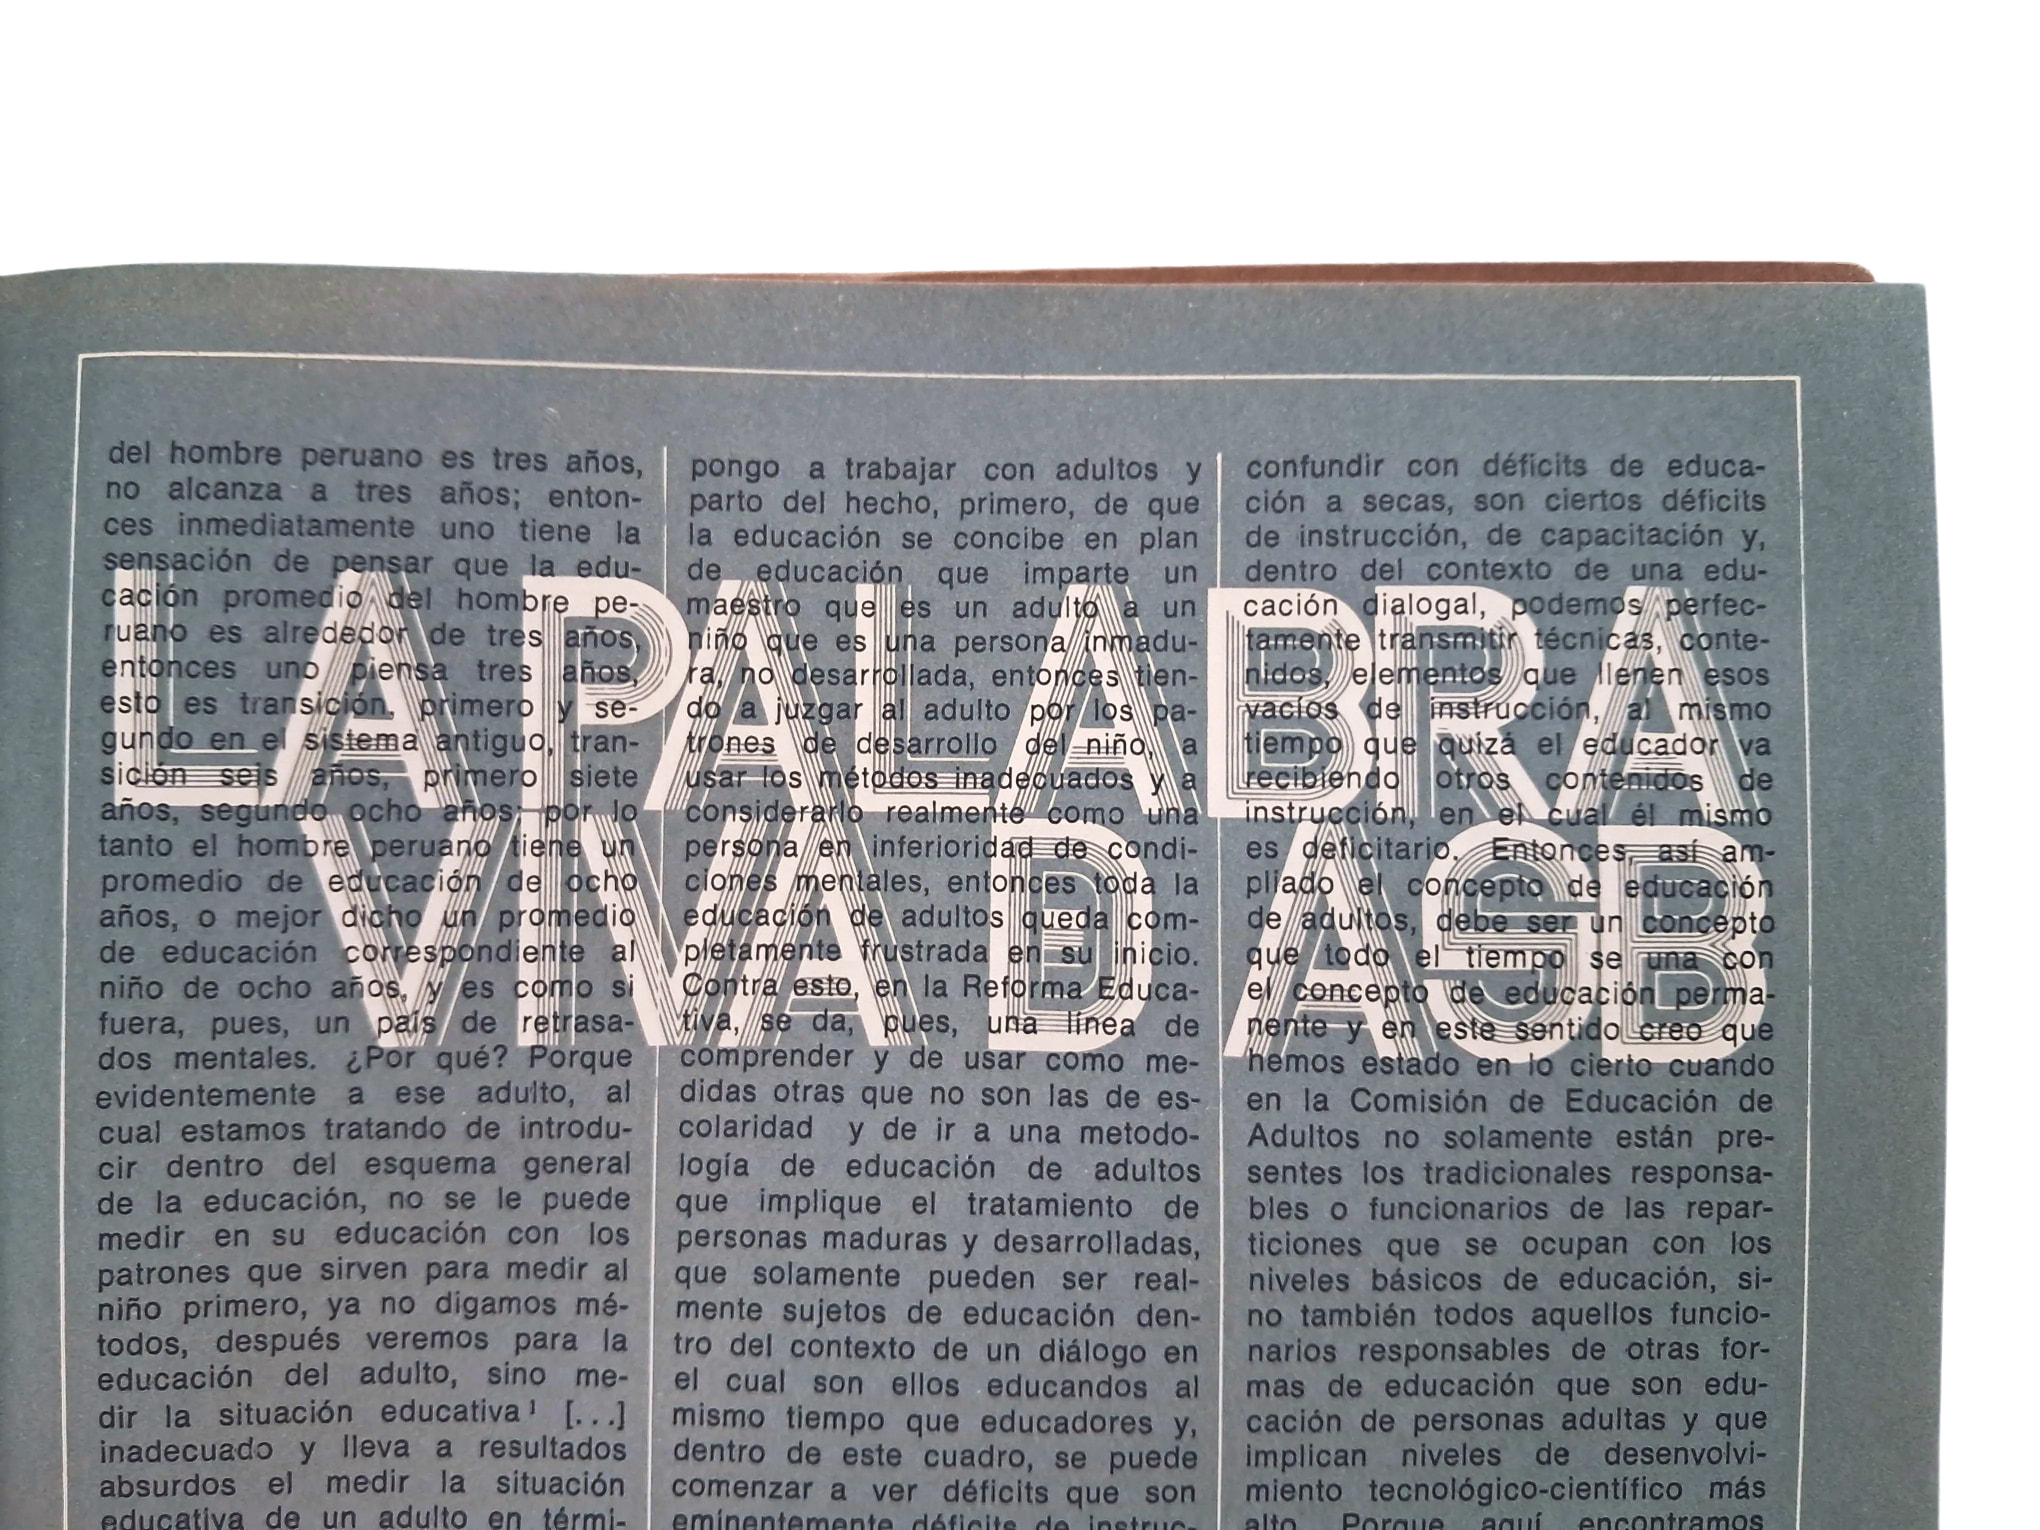 LA PALABRA
VIVA D ASB
del hombre peruano es tres años,
no alcanza a tres años; enton-
ces inmediatamente uno tiene la
sensación de pensar que la edu-
cación promedio del hombre pe-
ruano es alrededor de tres años,
entonces uno piensa tres años,
esto es transición, primero y se-
gundo en el sistema antiguo, tran-
sición seis años, primero siete
años, segundo ocho años; por lo
tanto el hombre peruano tiene un
promedio de educación de ocho
años, o mejor dicho un promedio
de educación correspondiente al
niño de ocho años, y es como si
fuera, pues, un país de retrasa-
dos mentales. ¿Por qué? Porque
evidentemente a ese adulto, al
cual estamos tratando de introdu-
cir dentro del esquema general
de la educación, no se le puede
medir en su educación con los
patrones que sirven para medir al
niño primero, ya no digamos mé-
todos, después veremos para la
educación del adulto, sino me-
dir la situación educativa¹ [...]
inadecuado y lleva a resultados
absurdos el medir la situación
educativa de un adulto en térmi-
pongo a trabajar con adultos y
parto del hecho, primero, de que
la educación se concibe en plan
de educación que imparte un
maestro que es un adulto a un
niño que es una persona inmadu-
ra, no desarrollada, entonces tien-
do a juzgar al adulto por los pa-
trones de desarrollo del niño, a
usar los métodos inadecuados y a
considerarlo realmente como una
persona en inferioridad de condi-
ciones mentales, entonces toda la
educación de adultos queda com-
pletamente frustrada en su inicio.
Contra esto, en la Reforma Educa-
tiva, se da, pues, una línea de
comprender y de usar como me-
didas otras que no son las de es-
colaridad y de ir a una metodo-
logía de educación de adultos
que implique el tratamiento de
personas maduras y desarrolladas,
que solamente pueden ser real-
mente sujetos de educación den-
tro del contexto de un diálogo en
el cual son ellos educandos al
mismo tiempo que educadores y,
dentro de este cuadro, se puede
comenzar a ver déficits que son
eminentemente déficits de instruc-
confundir con déficits de educa-
ción a secas, son ciertos déficits
de instrucción, de capacitación y,
dentro del contexto de una edu-
cación dialogal, podemos perfec-
tamente transmitir técnicas, conte-
nidos, elementos que llenen esos
vacíos de instrucción, al mismo
tiempo que quizá el educador va
recibiendo otros contenidos de
instrucción, en el cual él mismo
es deficitario. Entonces, así am-
pliado el concepto de educación
de adultos, debe ser un concepto
que todo el tiempo se una con
el concepto de educación perma-
nente y en este sentido creo que
hemos estado en lo cierto cuando
en la Comisión de Educación de
Adultos no solamente están pre-
sentes los tradicionales responsa-
bles o funcionarios de las repar-
ticiones que se ocupan con los
niveles básicos de educación, si-
no también todos aquellos funcio-
narios responsables de otras for-
mas de educación que son edu-
cación de personas adultas y que
implican niveles de desenvolvi-
miento tecnológico-científico más
alto. Porque aquí encontramos